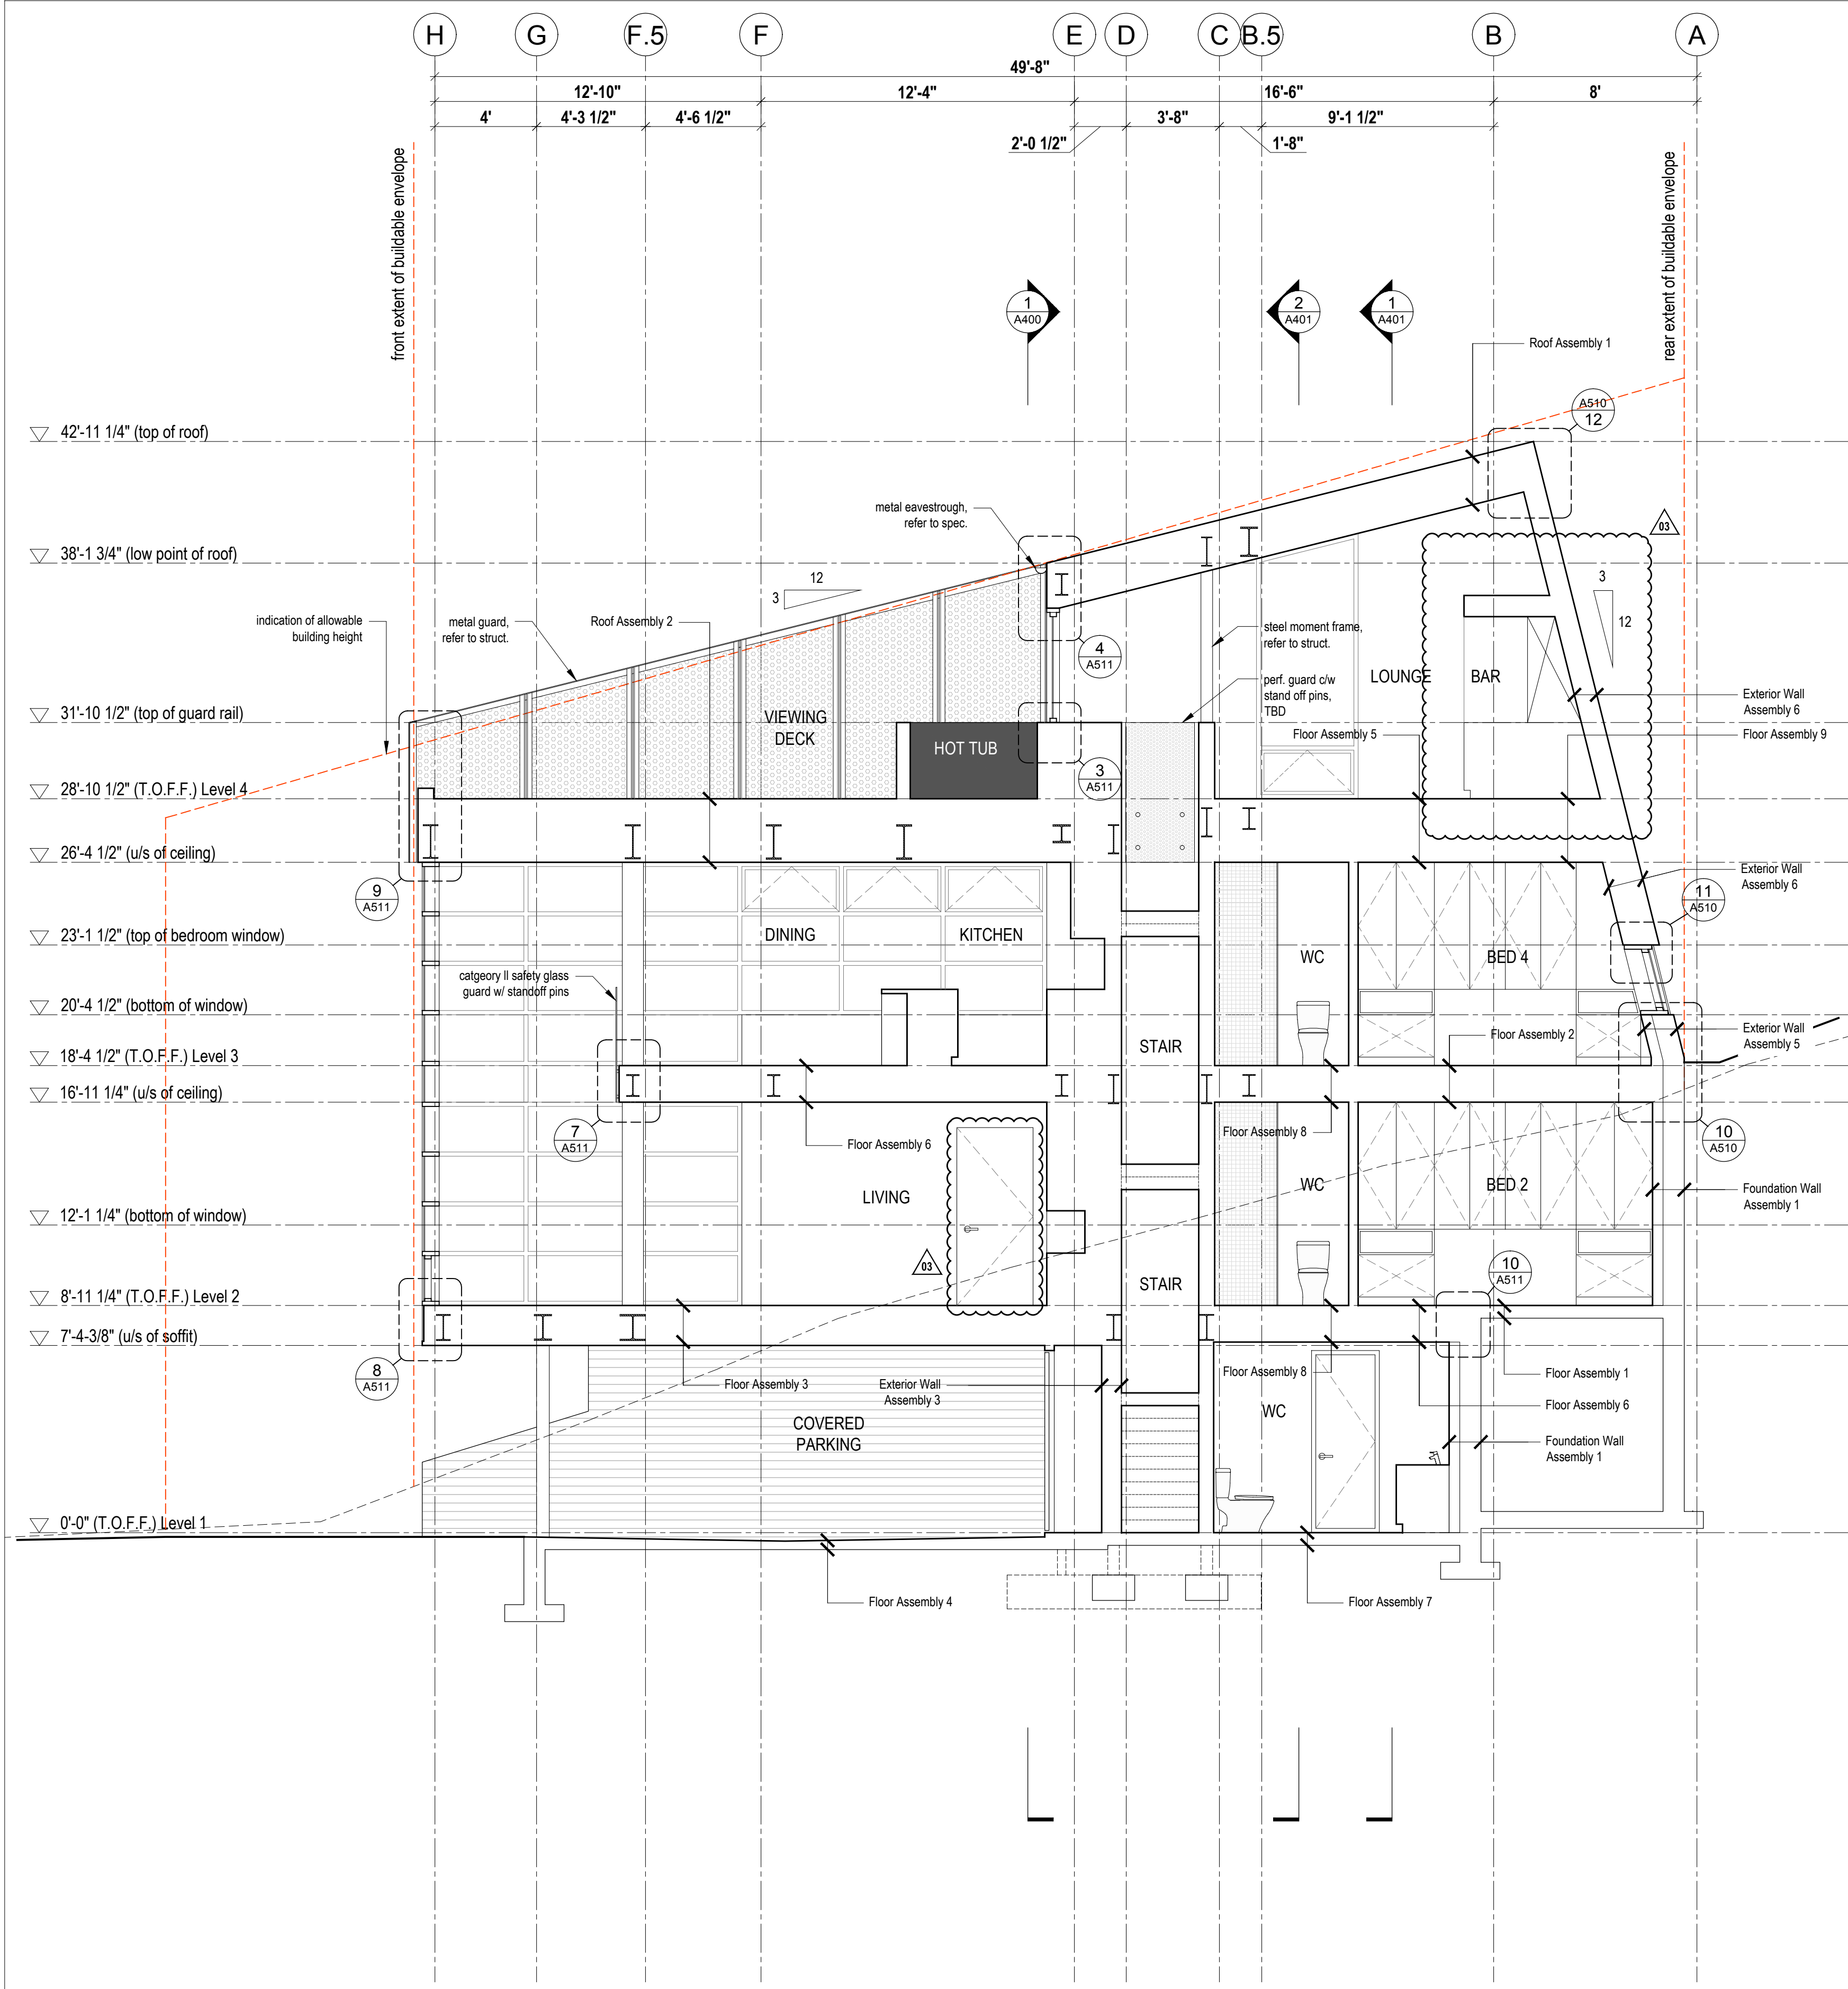 H G F.5 F E D C B.5 B A
49'-8"
12'-10" 12'-4" 16'-6" 8'
4' 4'-3 1/2" 4'-6 1/2" 3'-8" 9'-1 1/2"
2'-0 1/2" 1'-8"
front extent of buildable envelope
rear extent of buildable envelope
1
A400
2
A401
1
A401
Roof Assembly 1
A510
12
42'-11 1/4" (top of roof)
metal eavestrough,
refer to spec.
03
38'-1 3/4" (low point of roof)
12
3
3
12
indication of allowable
building height
metal guard,
refer to struct.
Roof Assembly 2
steel moment frame,
refer to struct.
4
A511
LOUNGE
BAR
perf. guard c/w
stand off pins,
TBD
Exterior Wall
Assembly 6
31'-10 1/2" (top of guard rail)
VIEWING
DECK
HOT TUB
Floor Assembly 5
Floor Assembly 9
3
A511
28'-10 1/2" (T.O.F.F.) Level 4
26'-4 1/2" (u/s of ceiling)
Exterior Wall
Assembly 6
9
A511
11
A510
23'-1 1/2" (top of bedroom window)
DINING
KITCHEN
WC
BED 4
catgeory II safety glass
guard w/ standoff pins
20'-4 1/2" (bottom of window)
STAIR
Floor Assembly 2
Exterior Wall
Assembly 5
18'-4 1/2" (T.O.F.F.) Level 3
16'-11 1/4" (u/s of ceiling)
7
A511
Floor Assembly 6
Floor Assembly 8
10
A510
LIVING
WC
BED 2
Foundation Wall
Assembly 1
12'-1 1/4" (bottom of window)
03
STAIR
10
A511
8'-11 1/4" (T.O.F.F.) Level 2
7'-4-3/8" (u/s of soffit)
8
A511
Floor Assembly 3
Exterior Wall
Assembly 3
Floor Assembly 8
Floor Assembly 1
Floor Assembly 6
COVERED
PARKING
WC
Foundation Wall
Assembly 1
0'-0" (T.O.F.F.) Level 1
Floor Assembly 4
Floor Assembly 7